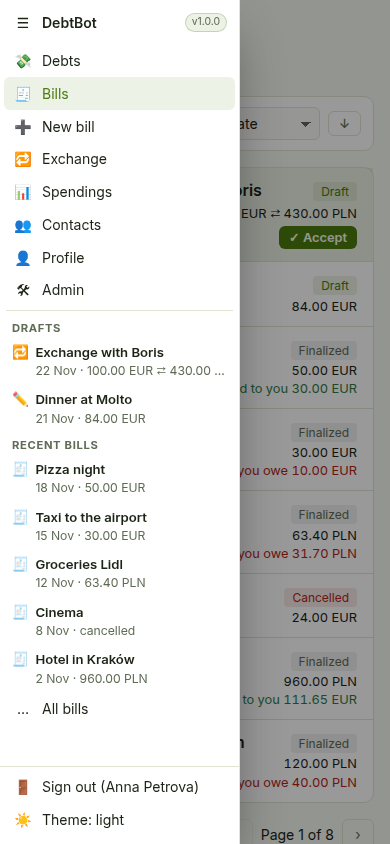 DebtBot v1.0.0
Debts
Bills
New bill
Exchange
Spendings
Contacts
Profile
Admin
DRAFTS
Exchange with Boris
22 Nov · 100.00 EUR ⇄ 430.00 ...
Dinner at Molto
21 Nov · 84.00 EUR
RECENT BILLS
Pizza night
18 Nov · 50.00 EUR
Taxi to the airport
15 Nov · 30.00 EUR
Groceries Lidl
12 Nov · 63.40 PLN
Cinema
8 Nov · cancelled
Hotel in Kraków
2 Nov · 960.00 PLN
... All bills
Sign out (Anna Petrova)
Theme: light
ate ↓
oris Draft
EUR ⇄ 430.00 PLN
✓ Accept
Draft
84.00 EUR
Finalized
50.00 EUR
d to you 30.00 EUR
Finalized
30.00 EUR
you owe 10.00 EUR
Finalized
63.40 PLN
you owe 31.70 PLN
Cancelled
24.00 EUR
Finalized
960.00 PLN
to you 111.65 EUR
Finalized
120.00 PLN
you owe 40.00 PLN
Page 1 of 8 ›